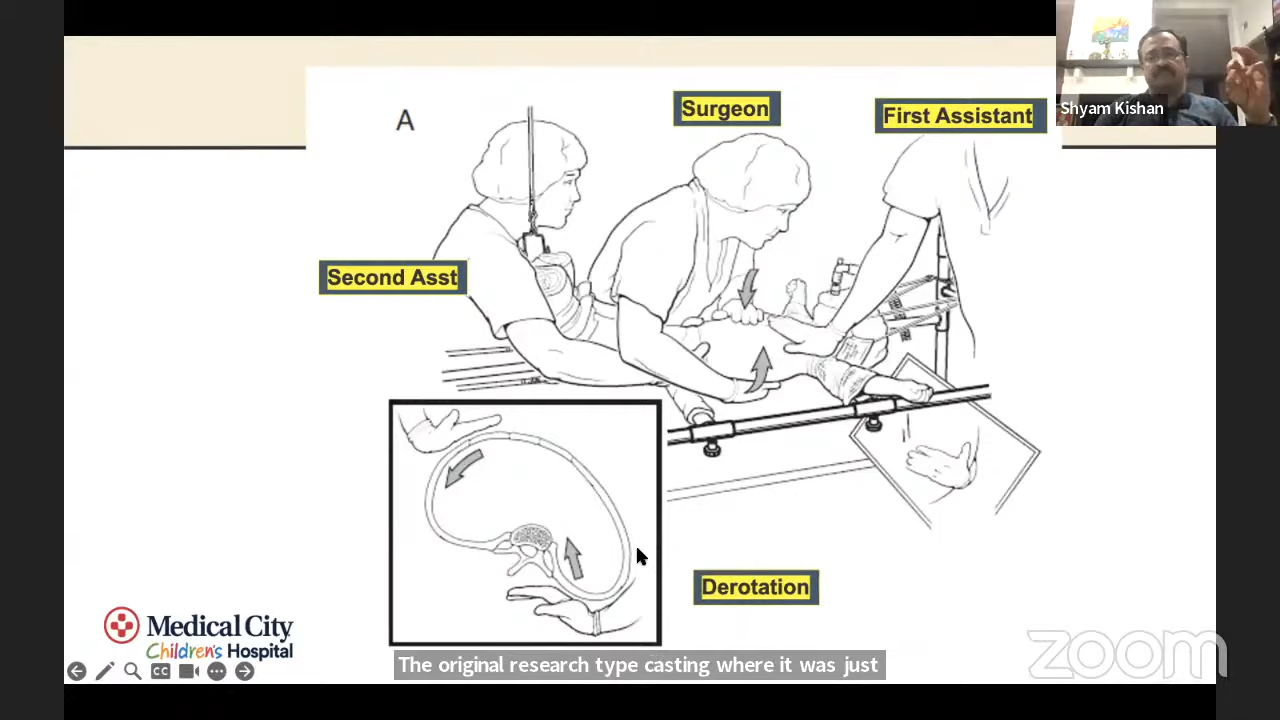 A
Surgeon
First Assistant
Shyam Kishan
Second Asst
Derotation
Medical City
Children's Hospital
CC
The original research type casting where it was just
zoom